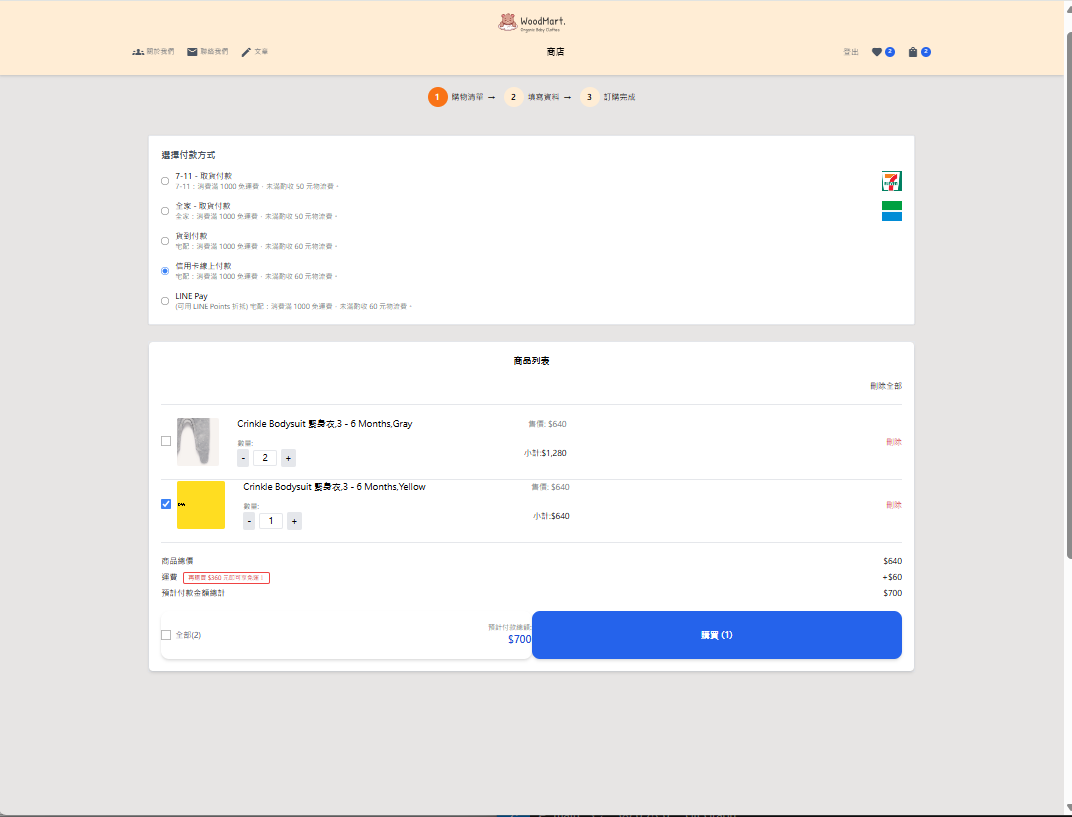 WoodMart.
Organic Baby Clothes
關於我們 聯絡我們 文章 商店 登出 2 2
1 購物清單 → 2 填寫資料 → 3 訂購完成
選擇付款方式
7-11 - 取貨付款
7-11：消費滿 1000 免運費，未滿酌收 50 元物流費。
全家 - 取貨付款
全家：消費滿 1000 免運費，未滿酌收 50 元物流費。
貨到付款
宅配：消費滿 1000 免運費，未滿酌收 60 元物流費。
信用卡線上付款
宅配：消費滿 1000 免運費，未滿酌收 60 元物流費。
LINE Pay
(可用 LINE Points 折抵) 宅配：消費滿 1000 免運費，未滿酌收 60 元物流費。
商品列表
刪除全部
Crinkle Bodysuit 藍身衣,3 - 6 Months,Gray
售價: $640
數量:
- 2 +
小計:$1,280
刪除
Crinkle Bodysuit 藍身衣,3 - 6 Months,Yellow
售價: $640
數量:
- 1 +
小計:$640
刪除
商品總價 $640
運費 再購買 $360 元即可享免運！ +$60
預計付款金額總計 $700
全部(2)
預計付款總額:
$700
購買 (1)